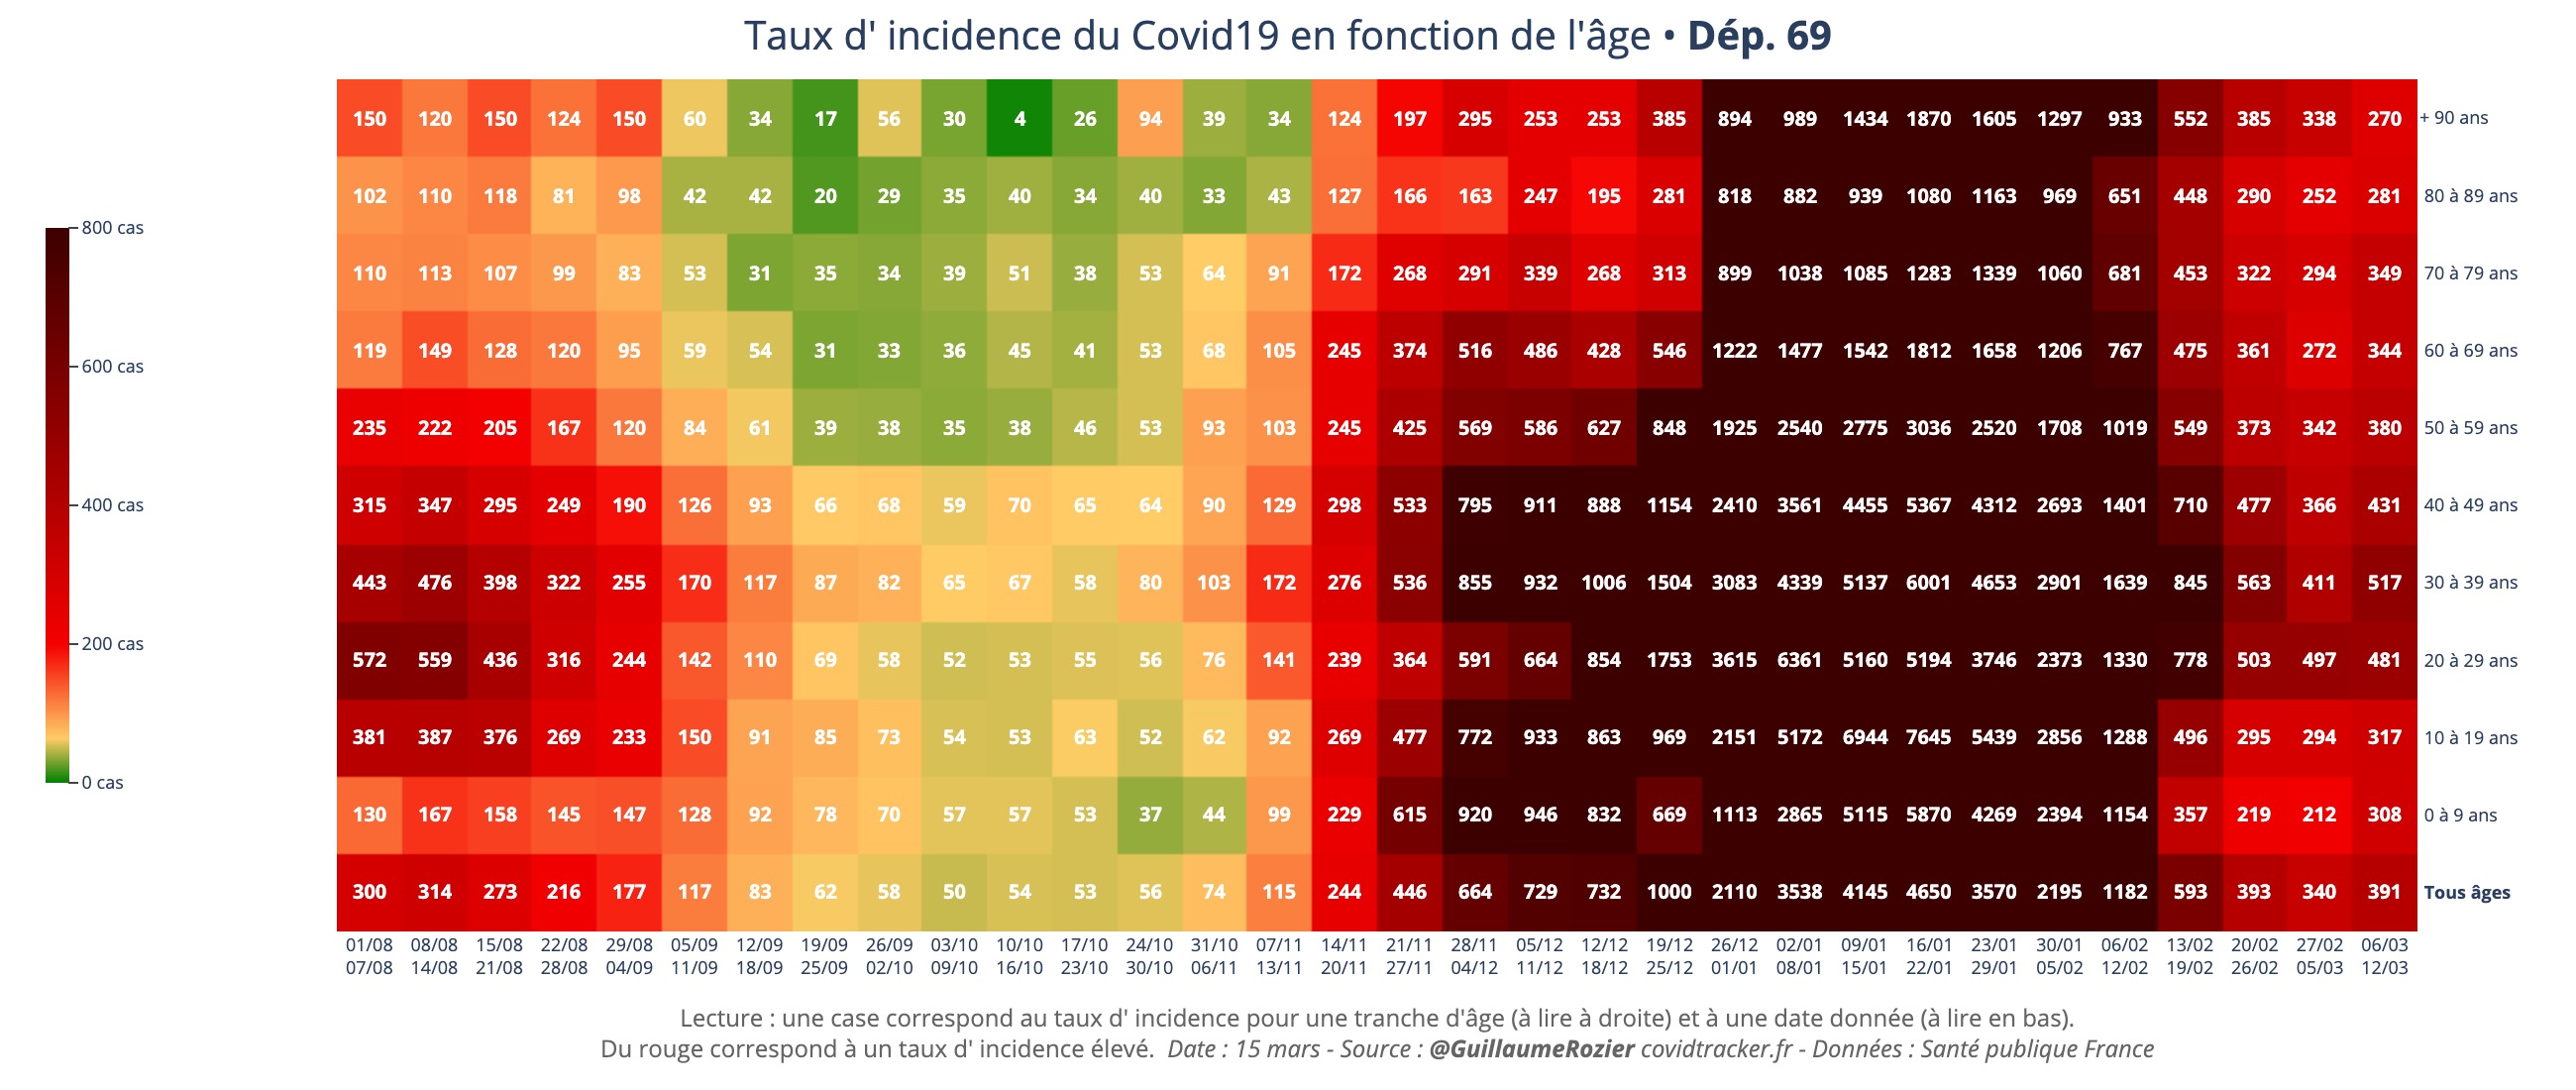 Taux d' incidence du Covid19 en fonction de l'âge • Dép. 69
150 120 150 124 150 60 34 17 56 30 4 26 94 39 34 124 197 295 253 253 385 894 989 1434 1870 1605 1297 933 552 385 338 270 + 90 ans
102 110 118 81 98 42 42 20 29 35 40 34 40 33 43 127 166 163 247 195 281 818 882 939 1080 1163 969 651 448 290 252 281 80 à 89 ans
800 cas
110 113 107 99 83 53 31 35 34 39 51 38 53 64 91 172 268 291 339 268 313 899 1038 1085 1283 1339 1060 681 453 322 294 349 70 à 79 ans
119 149 128 120 95 59 54 31 33 36 45 41 53 68 105 245 374 516 486 428 546 1222 1477 1542 1812 1658 1206 767 475 361 272 344 60 à 69 ans
600 cas
235 222 205 167 120 84 61 39 38 35 38 46 53 93 103 245 425 569 586 627 848 1925 2540 2775 3036 2520 1708 1019 549 373 342 380 50 à 59 ans
400 cas
315 347 295 249 190 126 93 66 68 59 70 65 64 90 129 298 533 795 911 888 1154 2410 3561 4455 5367 4312 2693 1401 710 477 366 431 40 à 49 ans
443 476 398 322 255 170 117 87 82 65 67 58 80 103 172 276 536 855 932 1006 1504 3083 4339 5137 6001 4653 2901 1639 845 563 411 517 30 à 39 ans
200 cas
572 559 436 316 244 142 110 69 58 52 53 55 56 76 141 239 364 591 664 854 1753 3615 6361 5160 5194 3746 2373 1330 778 503 497 481 20 à 29 ans
381 387 376 269 233 150 91 85 73 54 53 63 52 62 92 269 477 772 933 863 969 2151 5172 6944 7645 5439 2856 1288 496 295 294 317 10 à 19 ans
0 cas
130 167 158 145 147 128 92 78 70 57 57 53 37 44 99 229 615 920 946 832 669 1113 2865 5115 5870 4269 2394 1154 357 219 212 308 0 à 9 ans
300 314 273 216 177 117 83 62 58 50 54 53 56 74 115 244 446 664 729 732 1000 2110 3538 4145 4650 3570 2195 1182 593 393 340 391 Tous âges
01/08 08/08 15/08 22/08 29/08 05/09 12/09 19/09 26/09 03/10 10/10 17/10 24/10 31/10 07/11 14/11 21/11 28/11 05/12 12/12 19/12 26/12 02/01 09/01 16/01 23/01 30/01 06/02 13/02 20/02 27/02 06/03
07/08 14/08 21/08 28/08 04/09 11/09 18/09 25/09 02/10 09/10 16/10 23/10 30/10 06/11 13/11 20/11 27/11 04/12 11/12 18/12 25/12 01/01 08/01 15/01 22/01 29/01 05/02 12/02 19/02 26/02 05/03 12/03
Lecture : une case correspond au taux d' incidence pour une tranche d'âge (à lire à droite) et à une date donnée (à lire en bas).
Du rouge correspond à un taux d' incidence élevé. Date : 15 mars - Source : @GuillaumeRozier covidtracker.fr - Données : Santé publique France